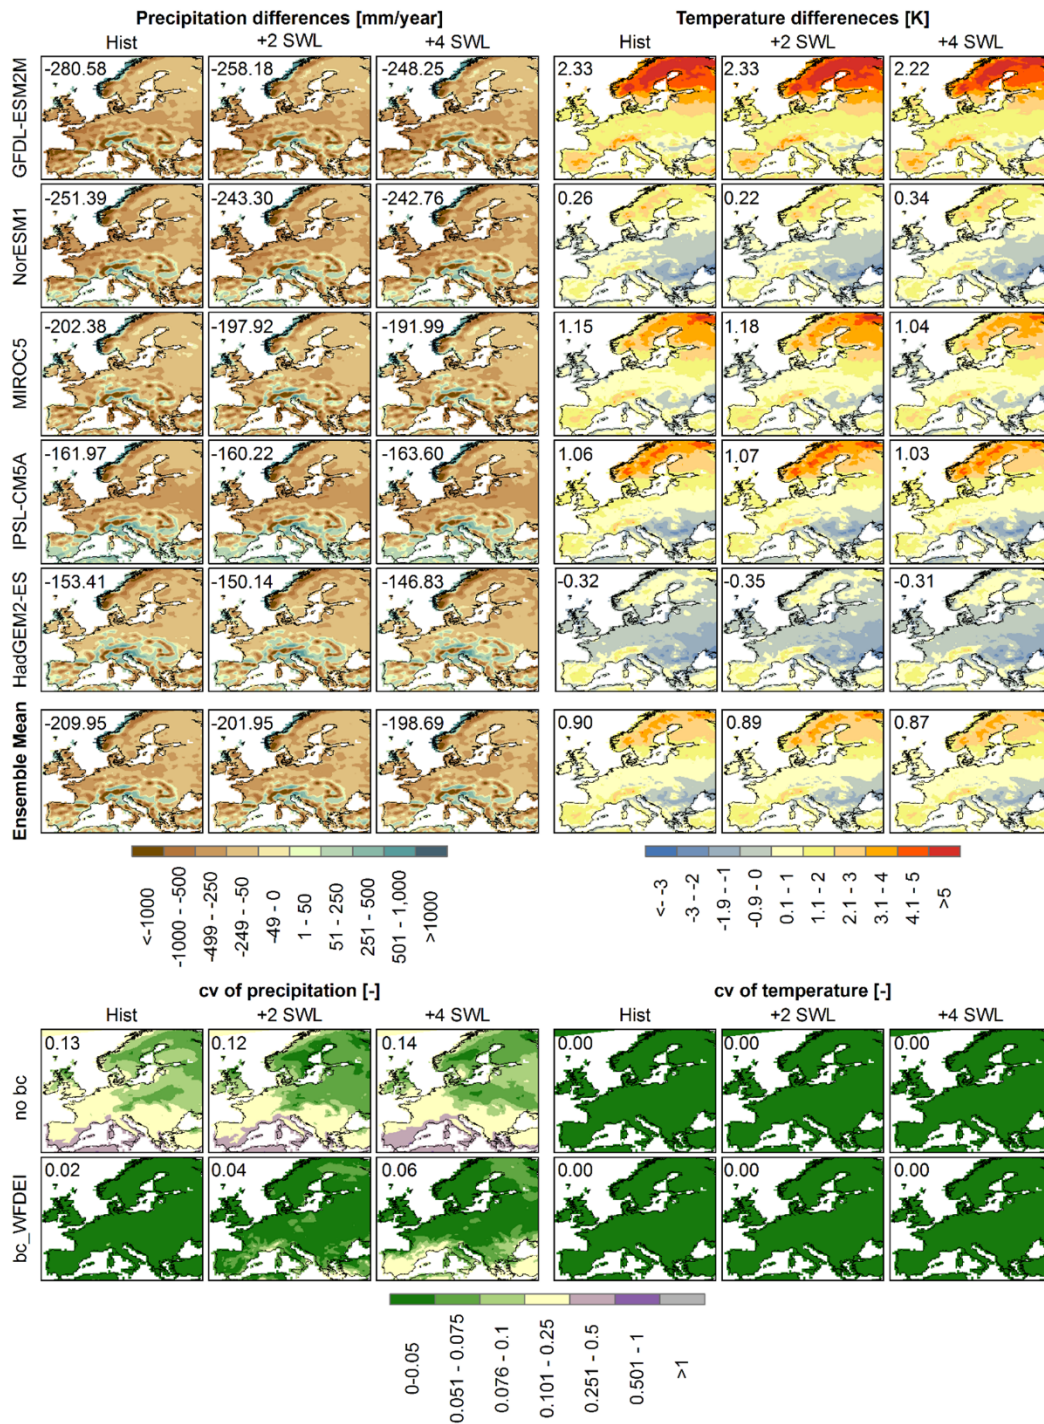 Precipitation differences [mm/year] Temperature differeneces [K]
Hist +2 SWL +4 SWL Hist +2 SWL +4 SWL
GFDL-ESM2M
-280.58 -258.18 -248.25 2.33 2.33 2.22
NorESM1
-251.39 -243.30 -242.76 0.26 0.22 0.34
MIROC5
-202.38 -197.92 -191.99 1.15 1.18 1.04
IPSL-CM5A
-161.97 -160.22 -163.60 1.06 1.07 1.03
HadGEM2-ES
-153.41 -150.14 -146.83 -0.32 -0.35 -0.31
Ensemble Mean
-209.95 -201.95 -198.69 0.90 0.89 0.87
<-1000
-1000 - -500
-499 - -250
-249 - -50
-49 - 0
1 - 50
51 - 250
251 - 500
501 - 1,000
>1000
<- -3
-3 - -2
-1.9 - -1
-0.9 - 0
0.1 - 1
1.1 - 2
2.1 - 3
3.1 - 4
4.1 - 5
>5
cv of precipitation [-] cv of temperature [-]
Hist +2 SWL +4 SWL Hist +2 SWL +4 SWL
no bc
0.13 0.12 0.14 0.00 0.00 0.00
bc_WFDEI
0.02 0.04 0.06 0.00 0.00 0.00
0-0.05
0.051 - 0.075
0.076 - 0.1
0.101 - 0.25
0.251 - 0.5
0.501 - 1
>1